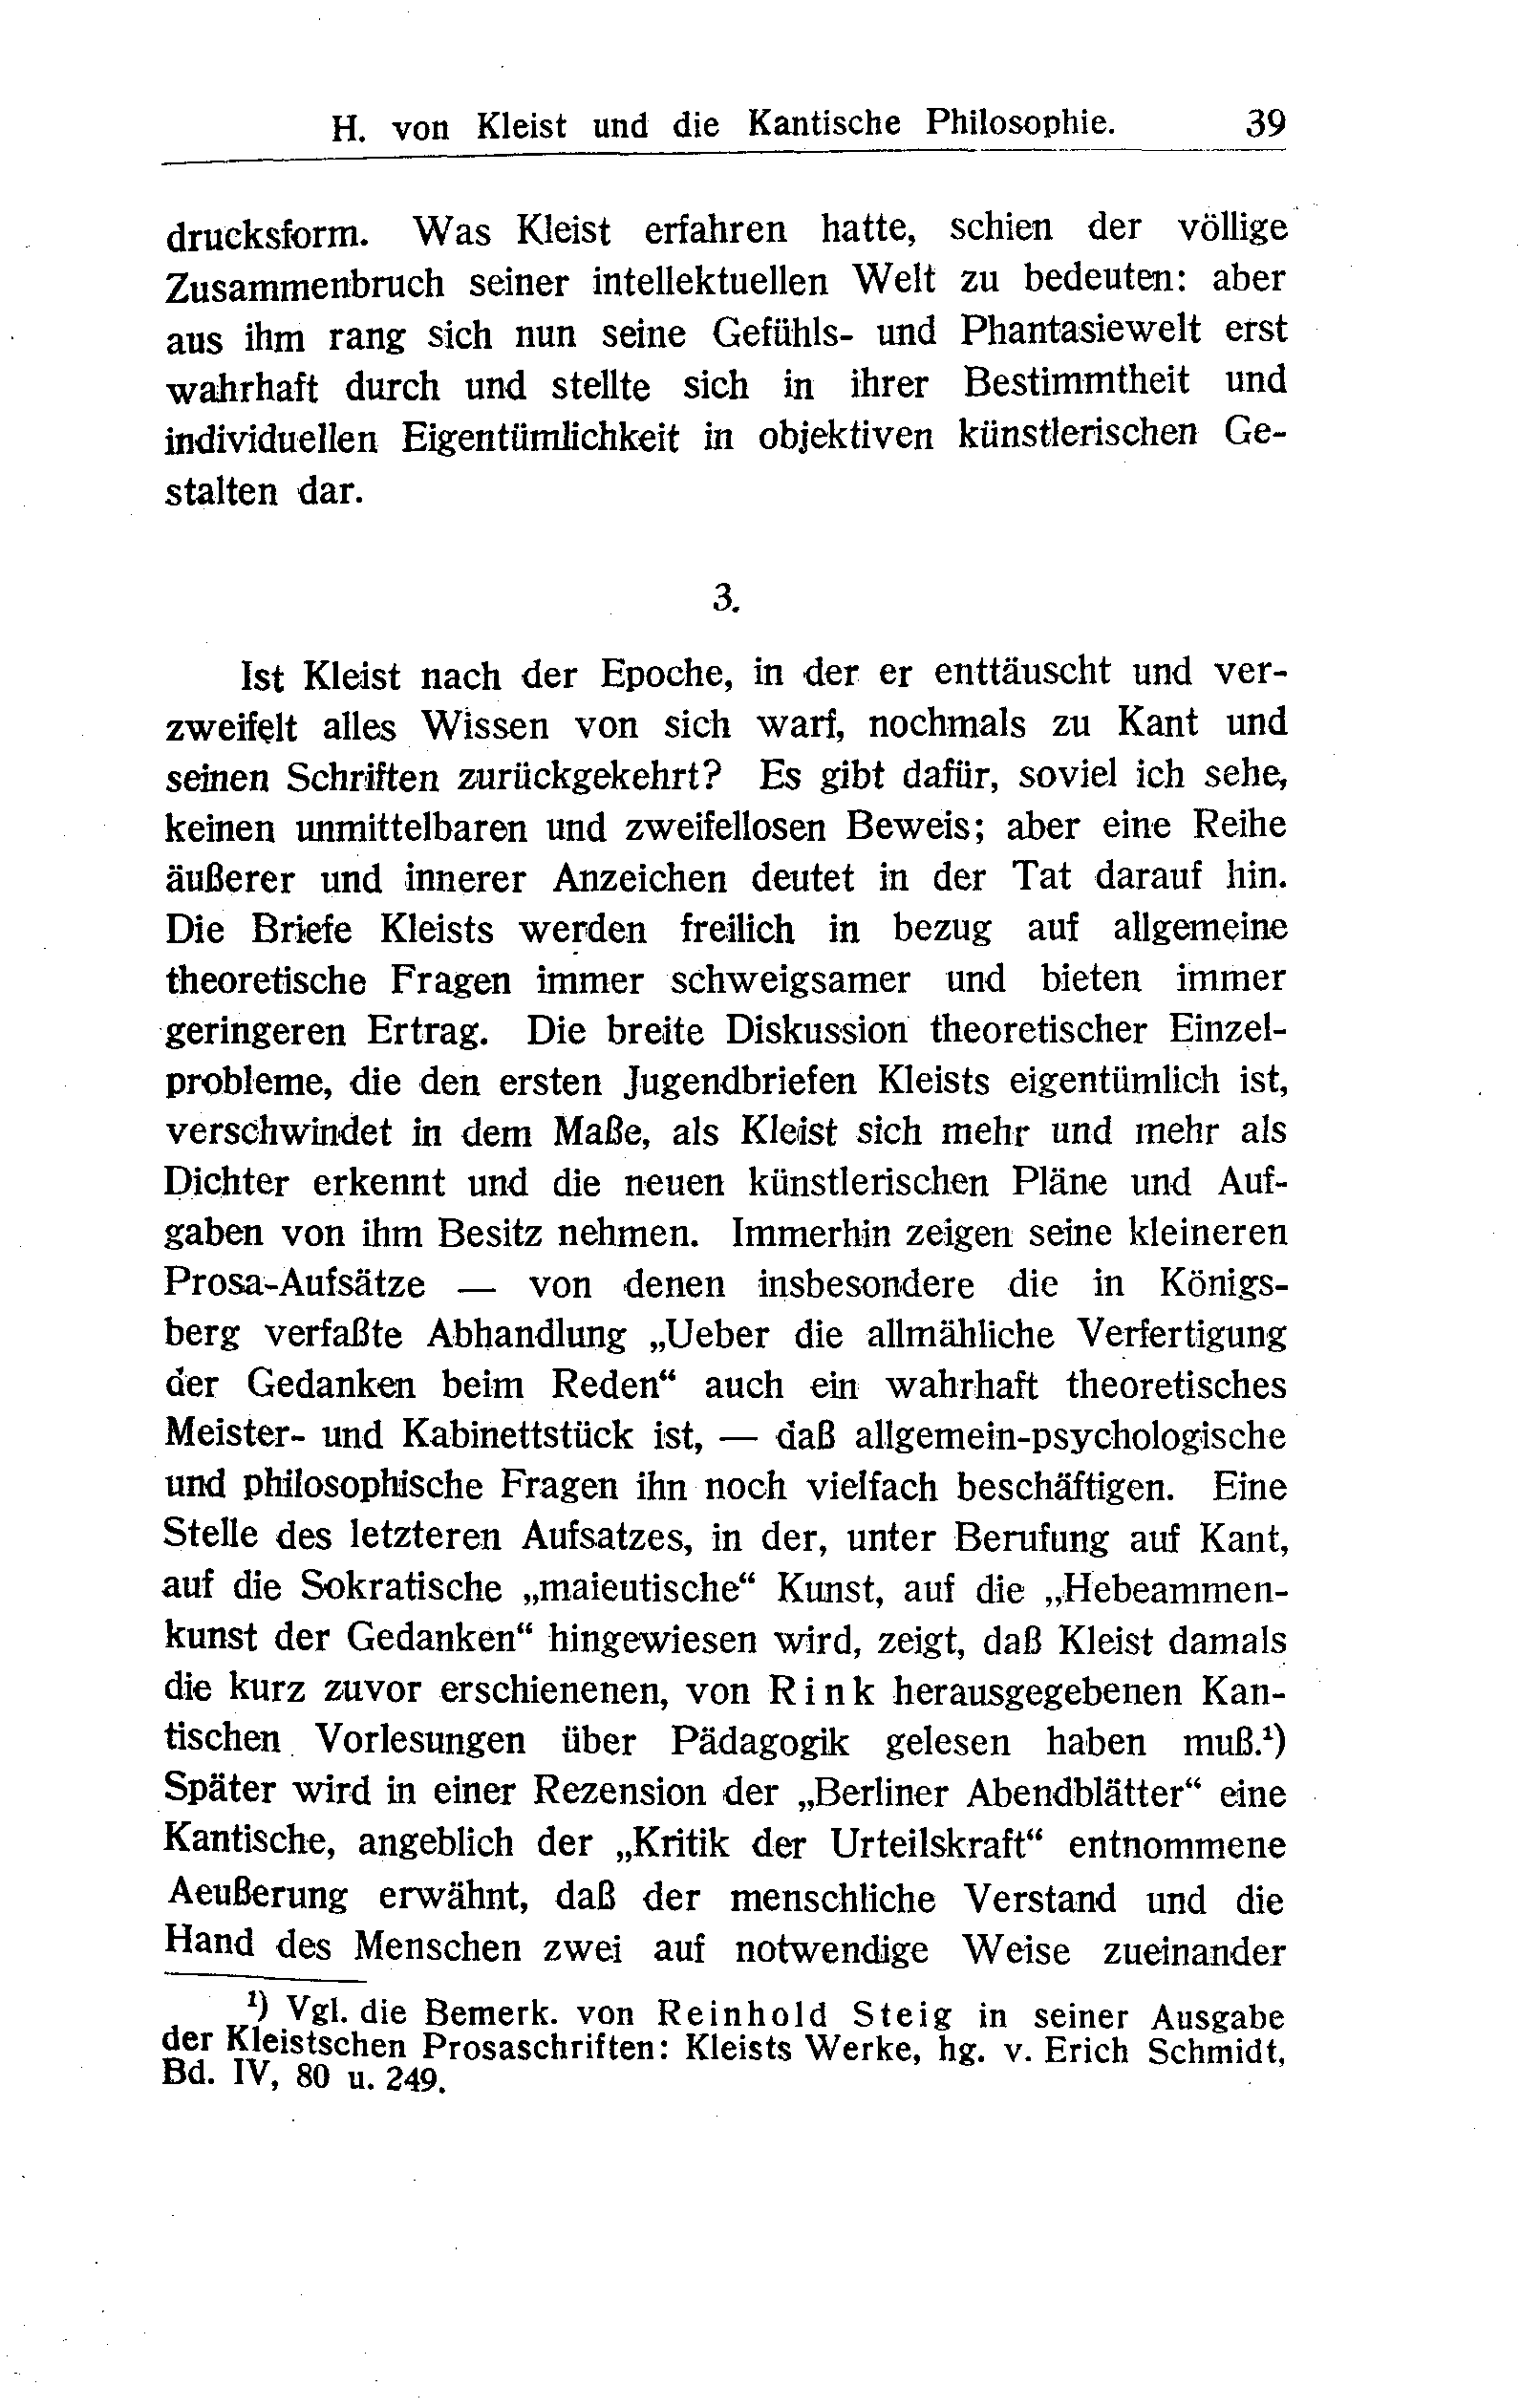 H. von Kleist und die Kantische Philosophie. 39
drucksform. Was Kleist erfahren hatte, schien der völlige
Zusammenbruch seiner intellektuellen Welt zu bedeuten: aber
aus ihm rang sich nun seine Gefühls- und Phantasiewelt erst
wahrhaft durch und stellte sich in ihrer Bestimmtheit und
individuellen Eigentümlichkeit in objektiven künstlerischen Ge-
stalten dar.
3.
Ist Kleist nach der Epoche, in der er enttäuscht und ver-
zweifelt alles Wissen von sich warf, nochmals zu Kant und
seinen Schriften zurückgekehrt? Es gibt dafür, soviel ich sehe,
keinen unmittelbaren und zweifellosen Beweis; aber eine Reihe
äußerer und innerer Anzeichen deutet in der Tat darauf hin.
Die Briefe Kleists werden freilich in bezug auf allgemeine
theoretische Fragen immer schweigsamer und bieten immer
geringeren Ertrag. Die breite Diskussion theoretischer Einzel-
probleme, die den ersten Jugendbriefen Kleists eigentümlich ist,
verschwindet in dem Maße, als Kleist sich mehr und mehr als
Dichter erkennt und die neuen künstlerischen Pläne und Auf-
gaben von ihm Besitz nehmen. Immerhin zeigen seine kleineren
Prosa-Aufsätze — von denen insbesondere die in Königs-
berg verfaßte Abhandlung „Ueber die allmähliche Verfertigung
der Gedanken beim Reden“ auch ein wahrhaft theoretisches
Meister- und Kabinettstück ist, — daß allgemein-psychologische
und philosophische Fragen ihn noch vielfach beschäftigen. Eine
Stelle des letzteren Aufsatzes, in der, unter Berufung auf Kant,
auf die Sokratische „maieutische“ Kunst, auf die „Hebeammen-
kunst der Gedanken“ hingewiesen wird, zeigt, daß Kleist damals
die kurz zuvor erschienenen, von Rink herausgegebenen Kan-
tischen Vorlesungen über Pädagogik gelesen haben muß.¹)
Später wird in einer Rezension der „Berliner Abendblätter“ eine
Kantische, angeblich der „Kritik der Urteilskraft“ entnommene
Aeußerung erwähnt, daß der menschliche Verstand und die
Hand des Menschen zwei auf notwendige Weise zueinander
¹) Vgl. die Bemerk. von Reinhold Steig in seiner Ausgabe
der Kleistschen Prosaschriften: Kleists Werke, hg. v. Erich Schmidt,
Bd. IV, 80 u. 249.